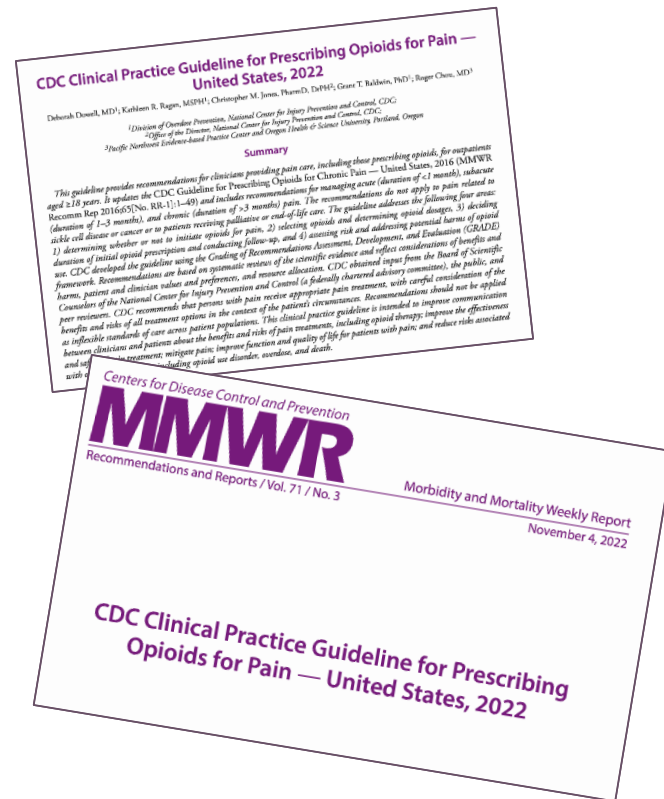 CDC Clinical Practice Guideline for Prescribing Opioids for Pain —
United States, 2022
Deborah Dowell, MD¹; Kathleen R. Ragan, MSPH¹; Christopher M. Jones, PharmD, DrPH²; Grant T. Baldwin, PhD¹; Roger Chou, MD³
¹Division of Overdose Prevention, National Center for Injury Prevention and Control, CDC;
²Office of the Director, National Center for Injury Prevention and Control, CDC;
³Pacific Northwest Evidence-based Practice Center and Oregon Health & Science University, Portland, Oregon
Summary
This guideline provides recommendations for clinicians providing pain care, including those prescribing opioids, for outpatients
aged ≥18 years. It updates the CDC Guideline for Prescribing Opioids for Chronic Pain — United States, 2016 (MMWR
Recomm Rep 2016;65[No. RR-1]:1–49) and includes recommendations for managing acute (duration of <1 month), subacute
(duration of 1–3 months), and chronic (duration of >3 months) pain. The recommendations do not apply to pain related to
sickle cell disease or cancer or to patients receiving palliative or end-of-life care. The guideline addresses the following four areas:
1) determining whether or not to initiate opioids for pain, 2) selecting opioids and determining opioid dosages, 3) deciding
duration of initial opioid prescription and conducting follow-up, and 4) assessing risk and addressing potential harms of opioid
use. CDC developed the guideline using the Grading of Recommendations Assessment, Development, and Evaluation (GRADE)
framework. Recommendations are based on systematic reviews of the scientific evidence and reflect considerations of benefits and
harms, patient and clinician values and preferences, and resource allocation. CDC obtained input from the Board of Scientific
Counselors of the National Center for Injury Prevention and Control (a federally chartered advisory committee), the public, and
peer reviewers. CDC recommends that persons with pain receive appropriate pain treatment, with careful consideration of the
benefits and risks of all treatment options in the context of the patient's circumstances. Recommendations should not be applied
as inflexible standards of care across patient populations. This clinical practice guideline is intended to improve communication
between clinicians and patients about the benefits and risks of pain treatments, including opioid therapy; improve the effectiveness
and safety treatment; mitigate pain; improve function and quality of life for patients with pain; and reduce risks associated
with including opioid use disorder, overdose, and death.
Centers for Disease Control and Prevention
MMWR
Recommendations and Reports / Vol. 71 / No. 3
Morbidity and Mortality Weekly Report
November 4, 2022
CDC Clinical Practice Guideline for Prescribing
Opioids for Pain — United States, 2022